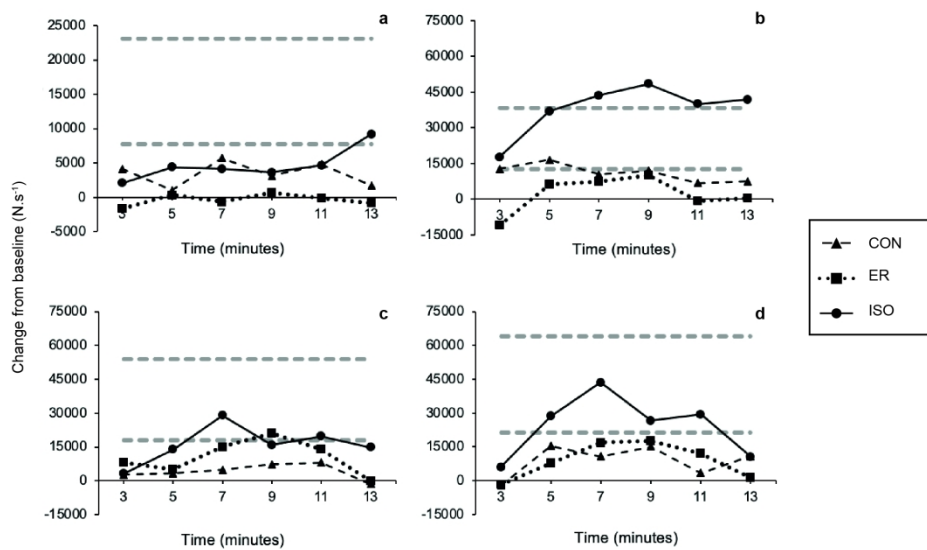 Change from baseline (N.s⁻¹)
a
25000
20000
15000
10000
5000
0
-5000
3 5 7 9 11 13
Time (minutes)
b
75000
60000
45000
30000
15000
0
-15000
3 5 7 9 11 13
Time (minutes)
c
75000
60000
45000
30000
15000
0
-15000
3 5 7 9 11 13
Time (minutes)
d
75000
60000
45000
30000
15000
0
-15000
3 5 7 9 11 13
Time (minutes)
CON
ER
ISO